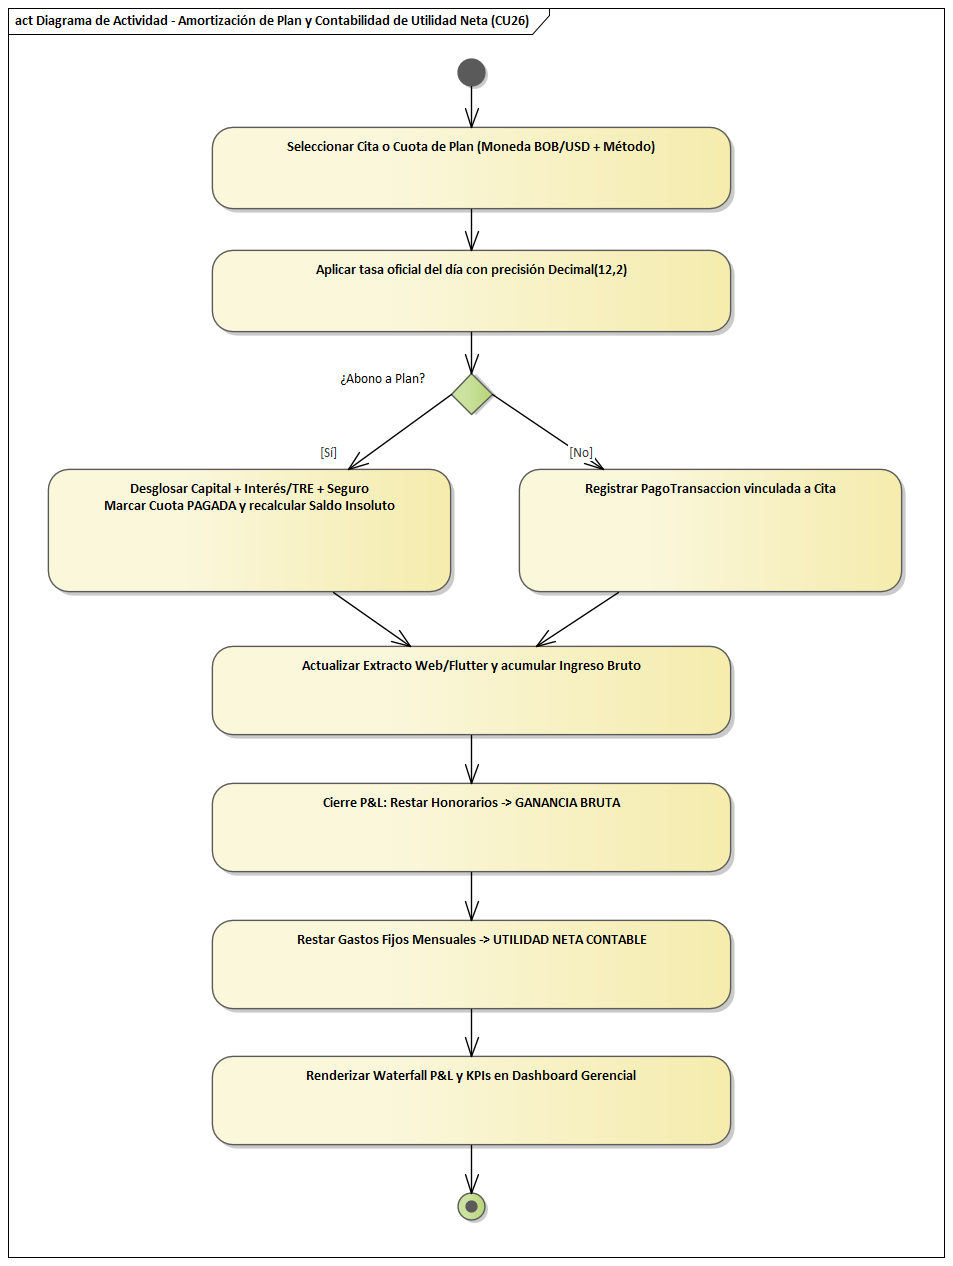 act Diagrama de Actividad - Amortización de Plan y Contabilidad de Utilidad Neta (CU26)
Seleccionar Cita o Cuota de Plan (Moneda BOB/USD + Método)
Aplicar tasa oficial del día con precisión Decimal(12,2)
¿Abono a Plan?
[Sí]
[No]
Desglosar Capital + Interés/TRE + Seguro
Marcar Cuota PAGADA y recalcular Saldo Insoluto
Registrar PagoTransaccion vinculada a Cita
Actualizar Extracto Web/Flutter y acumular Ingreso Bruto
Cierre P&L: Restar Honorarios -> GANANCIA BRUTA
Restar Gastos Fijos Mensuales -> UTILIDAD NETA CONTABLE
Renderizar Waterfall P&L y KPIs en Dashboard Gerencial